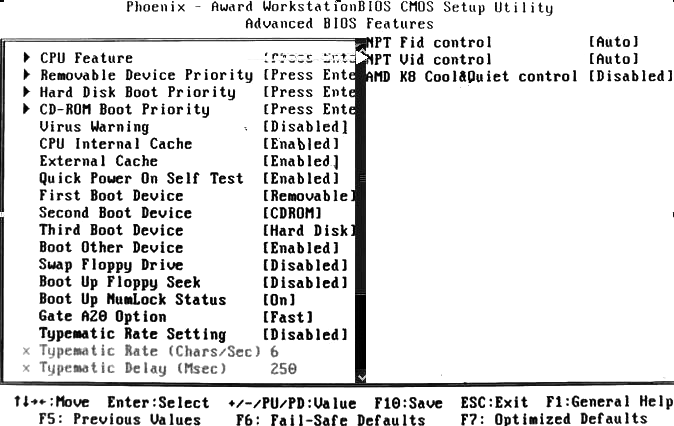 Phoenix - Award WorkstationBIOS CMOS Setup Utility
Advanced BIOS Features
CPU Feature [Press Ente
Removable Device Priority [Press Ente
Hard Disk Boot Priority [Press Ente
CD-ROM Boot Priority [Press Ente
Virus Warning [Disabled]
CPU Internal Cache [Enabled]
External Cache [Enabled]
Quick Power On Self Test [Enabled]
First Boot Device [Removable]
Second Boot Device [CDROM]
Third Boot Device [Hard Disk]
Boot Other Device [Enabled]
Swap Floppy Drive [Disabled]
Boot Up Floppy Seek [Disabled]
Boot Up NumLock Status [On]
Gate A20 Option [Fast]
Typematic Rate Setting [Disabled]
x Typematic Rate (Chars/Sec) 6
x Typematic Delay (Msec) 250
NPT Fid control [Auto]
NPT Vid control [Auto]
AMD K8 Cool&Quiet control [Disabled]
↑↓→←:Move Enter:Select +/-/PU/PD:Value F10:Save ESC:Exit F1:General Help
F5: Previous Values F6: Fail-Safe Defaults F7: Optimized Defaults